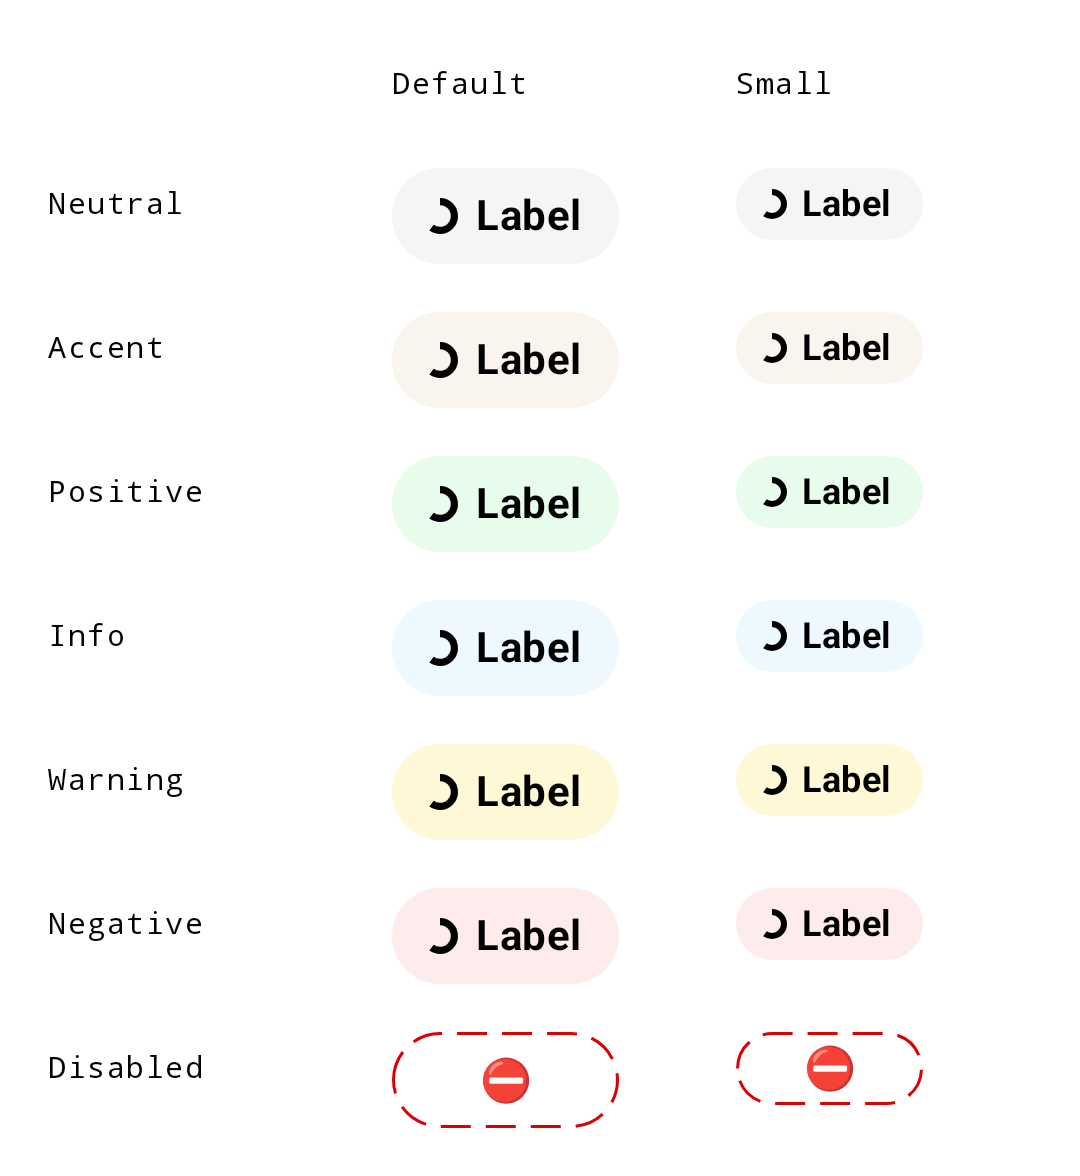 Default Small
Neutral Label Label
Accent Label Label
Positive Label Label
Info Label Label
Warning Label Label
Negative Label Label
Disabled